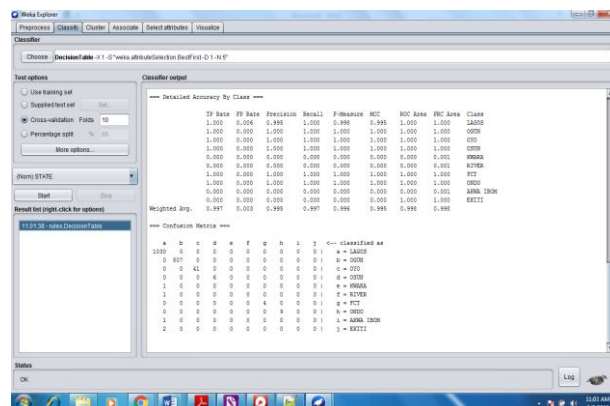 Weka Explorer
Preprocess Classify Cluster Associate Select attributes Visualize
Classifier
Choose DecisionTable -X 1 -S "weka.attributeSelection.BestFirst -D 1 -N 5"
Test options
Use training set
Supplied test set Set...
Cross-validation Folds 10
Percentage split %
More options...
(Nom) STATE
Start Stop
Result list (right-click for options)
11:01:38 - rules.DecisionTable
Classifier output
=== Detailed Accuracy By Class ===
TP Rate FP Rate Precision Recall F-Measure MCC ROC Area PRC Area Class
1.000 0.006 0.995 1.000 0.998 0.995 1.000 1.000 LAGOS
1.000 0.000 1.000 1.000 1.000 1.000 1.000 1.000 OGUN
1.000 0.000 1.000 1.000 1.000 1.000 1.000 1.000 OYO
1.000 0.000 1.000 1.000 1.000 1.000 1.000 1.000 OSUN
0.000 0.000 0.000 0.000 0.000 0.000 0.001 KWARA
0.000 0.000 0.000 0.000 0.000 0.000 0.001 RIVER
1.000 0.000 1.000 1.000 1.000 1.000 1.000 1.000 FCT
1.000 0.000 1.000 1.000 1.000 1.000 1.000 1.000 ONDO
0.000 0.000 0.000 0.000 0.000 0.000 0.001 AKWA IBOM
0.000 0.000 0.000 0.000 0.000 0.000 EKITI
Weighted Avg. 0.997 0.003 0.995 0.997 0.996 0.995 0.998 0.998
=== Confusion Matrix ===
a b c d e f g h i j <-- classified as
1030 0 0 0 0 0 0 0 0 0 | a = LAGOS
0 807 0 0 0 0 0 0 0 0 | b = OGUN
0 0 41 0 0 0 0 0 0 0 | c = OYO
0 0 0 6 0 0 0 0 0 0 | d = OSUN
1 0 0 0 0 0 0 0 0 0 | e = KWARA
1 0 0 0 0 0 0 0 0 0 | f = RIVER
0 0 0 0 0 0 4 0 0 0 | g = FCT
0 0 0 0 0 0 0 9 0 0 | h = ONDO
1 0 0 0 0 0 0 0 0 0 | i = AKWA IBOM
2 0 0 0 0 0 0 0 0 0 | j = EKITI
Status
OK
Log
11:03 AM